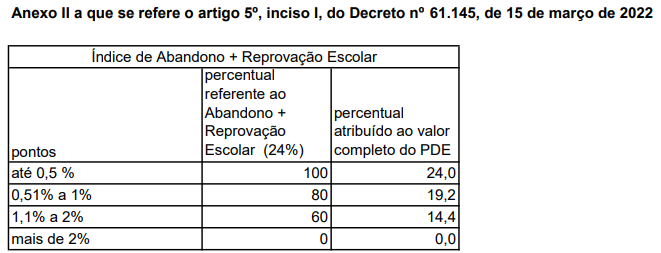 Anexo II a que se refere o artigo 5º, inciso I, do Decreto nº 61.145, de 15 de março de 2022
Índice de Abandono + Reprovação Escolar
pontos
percentual
referente ao
Abandono +
Reprovação
Escolar (24%)
percentual
atribuído ao valor
completo do PDE
até 0,5 % 100 24,0
0,51% a 1% 80 19,2
1,1% a 2% 60 14,4
mais de 2% 0 0,0